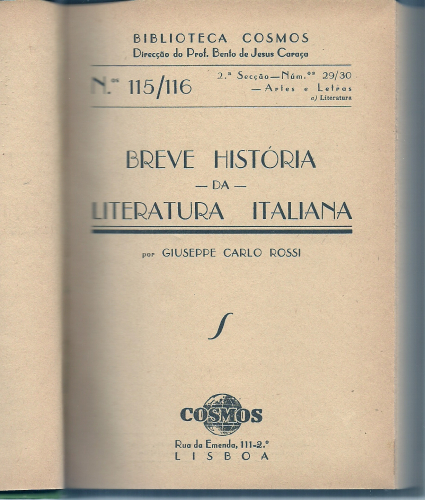 BIBLIOTECA COSMOS
Direcção do Prof. Bento de Jesus Caraça
N.os 115/116
2.ª Secção — Núm.os 29/30
— Artes e Letras
a) Literatura
BREVE HISTÓRIA
— DA —
LITERATURA ITALIANA
por GIUSEPPE CARLO ROSSI
COSMOS
Rua da Emenda, 111-2.º
LISBOA